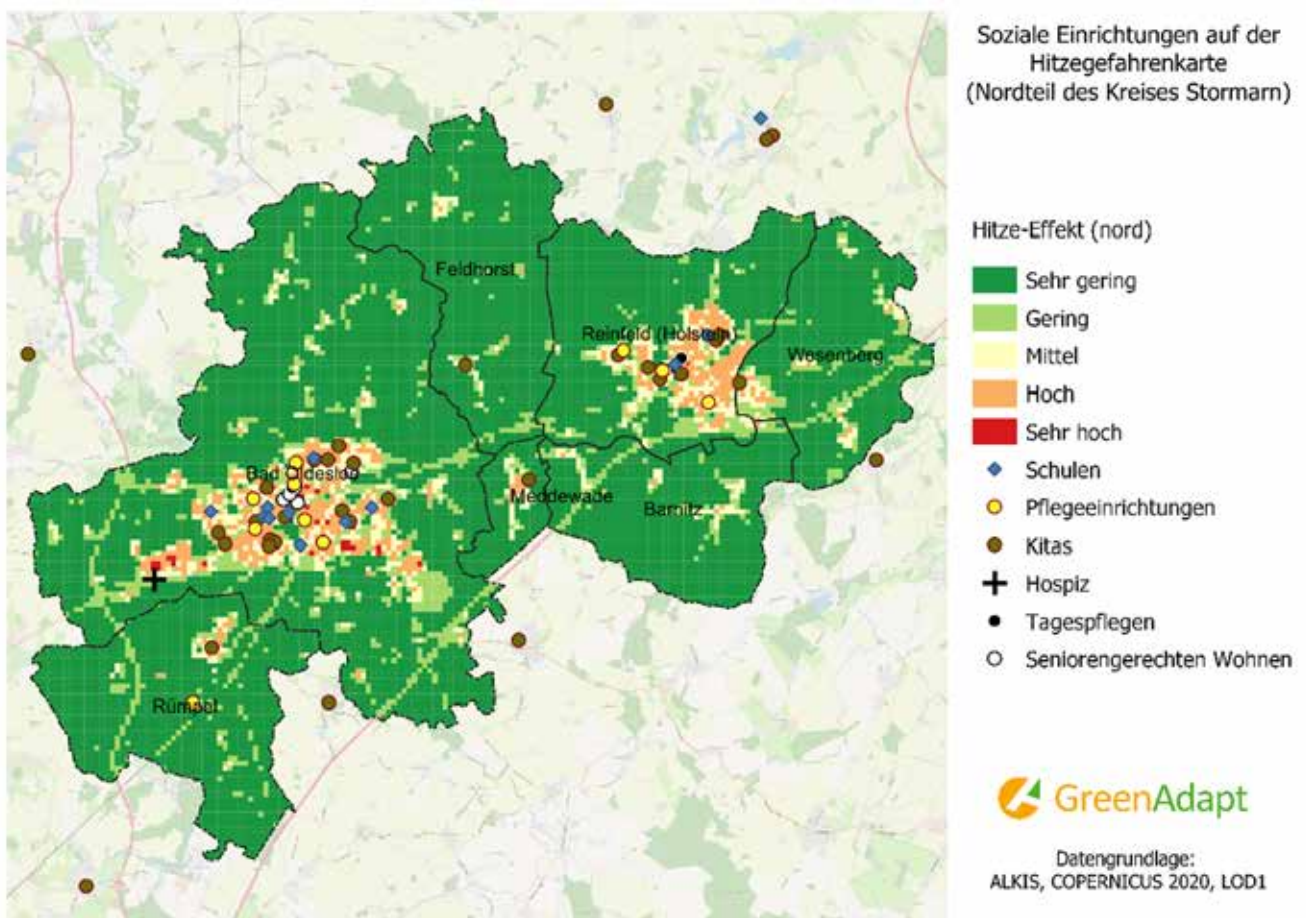 Soziale Einrichtungen auf der
Hitzegefahrenkarte
(Nordteil des Kreises Stormarn)
Hitze-Effekt (nord)
Sehr gering
Gering
Mittel
Hoch
Sehr hoch
Schulen
Pflegeeinrichtungen
Kitas
Hospiz
Tagespflegen
Seniorengerechten Wohnen
GreenAdapt
Datengrundlage:
ALKIS, COPERNICUS 2020, LOD1
Feldhorst
Reinfeld (Holstein)
Wesenberg
Bad Oldesloe
Meddewade
Barnitz
Rümpel